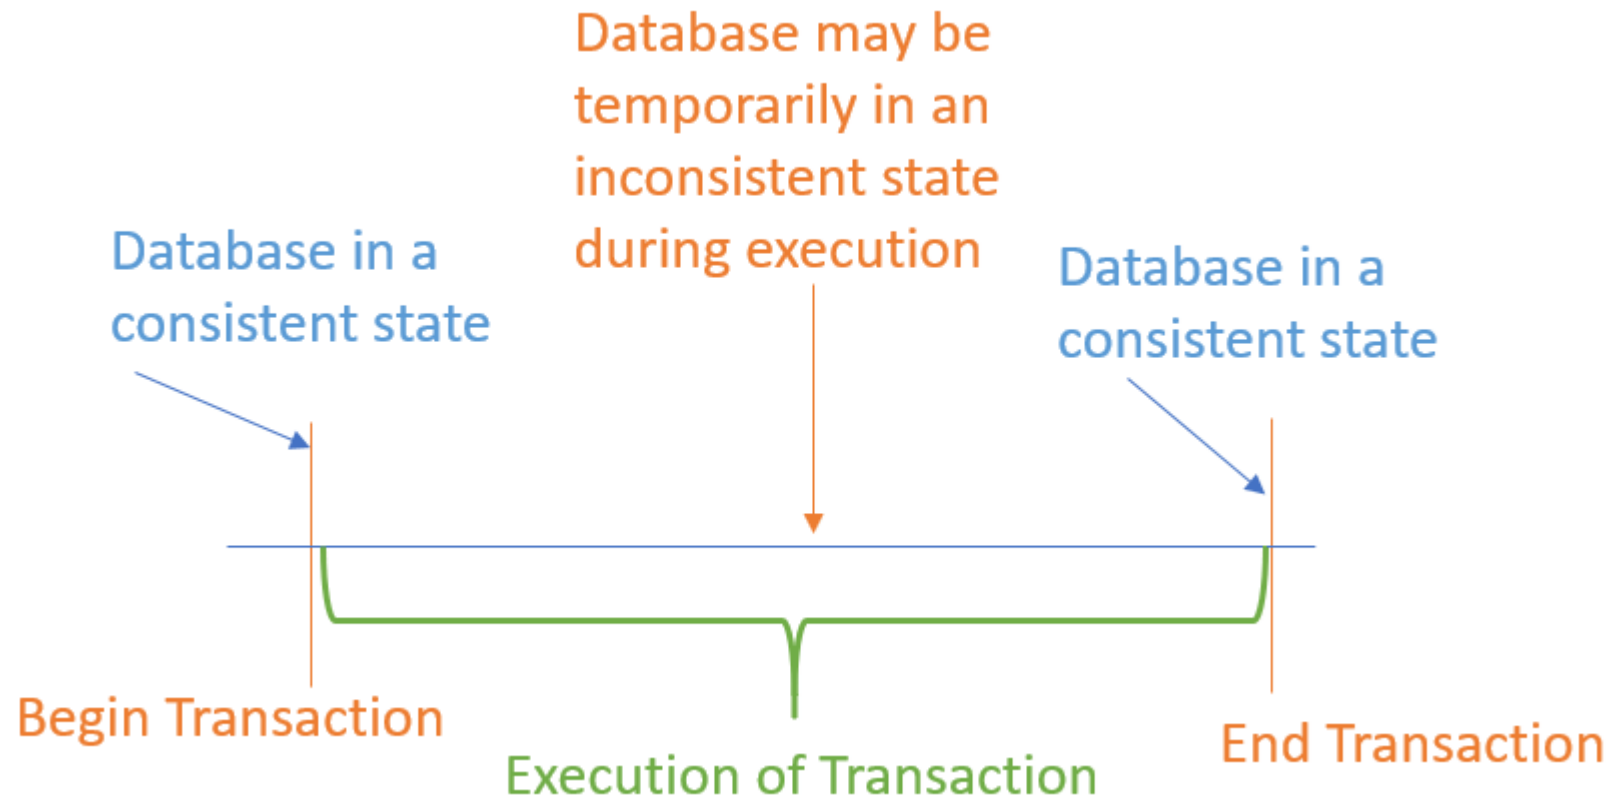 Database may be
temporarily in an
inconsistent state
during execution
Database in a
consistent state
Database in a
consistent state
Begin Transaction
End Transaction
Execution of Transaction